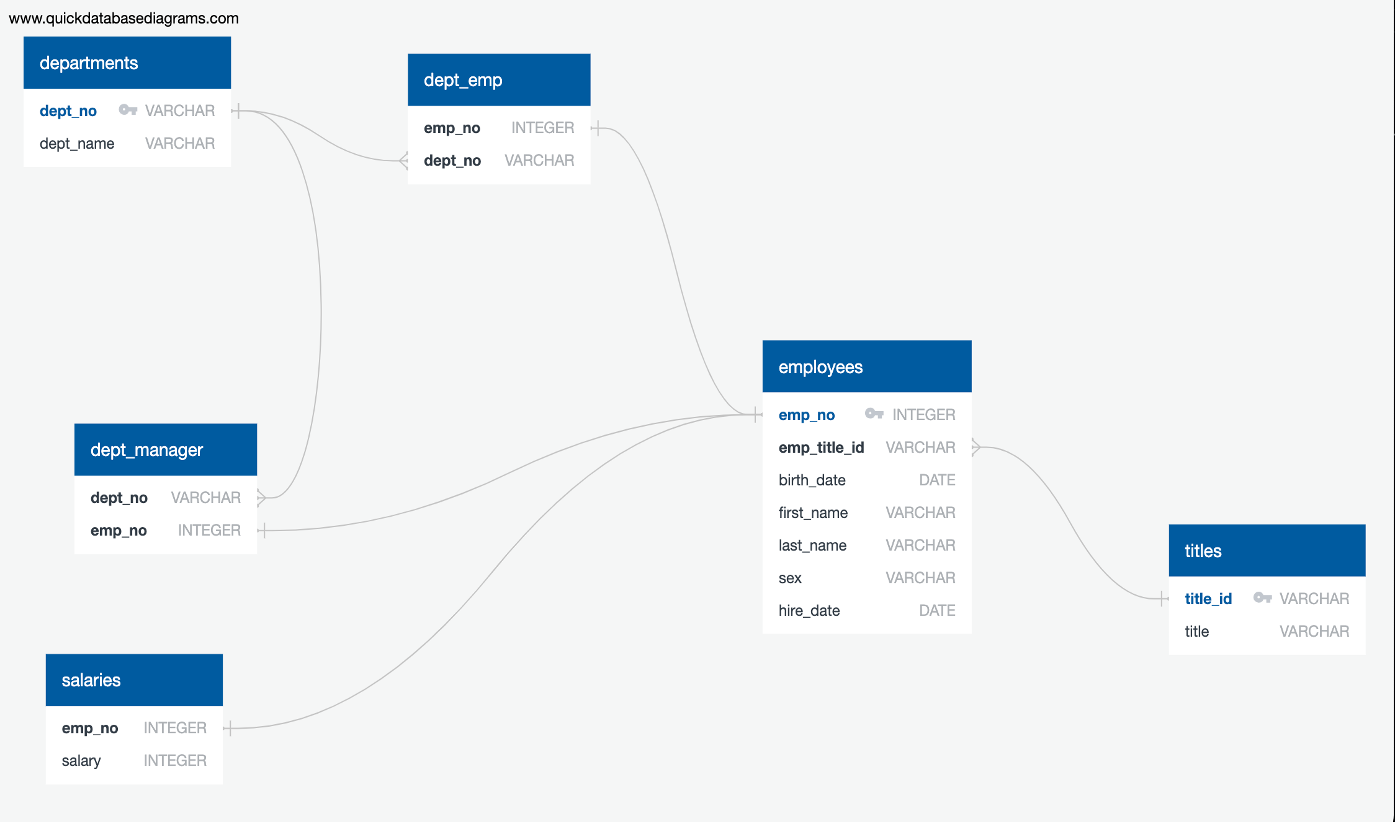 www.quickdatabasediagrams.com
departments
dept_no VARCHAR
dept_name VARCHAR
dept_emp
emp_no INTEGER
dept_no VARCHAR
employees
emp_no INTEGER
emp_title_id VARCHAR
birth_date DATE
first_name VARCHAR
last_name VARCHAR
sex VARCHAR
hire_date DATE
dept_manager
dept_no VARCHAR
emp_no INTEGER
titles
title_id VARCHAR
title VARCHAR
salaries
emp_no INTEGER
salary INTEGER